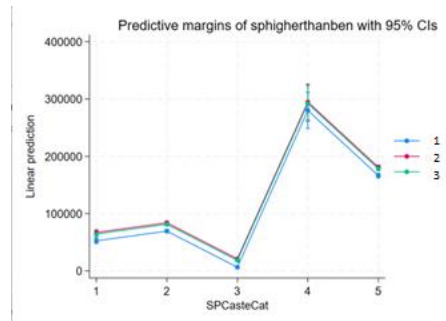 Predictive margins of sphigherthanben with 95% CIs
400000
300000
200000
100000
0
Linear prediction
1 2 3 4 5
SPCasteCat
1
2
3